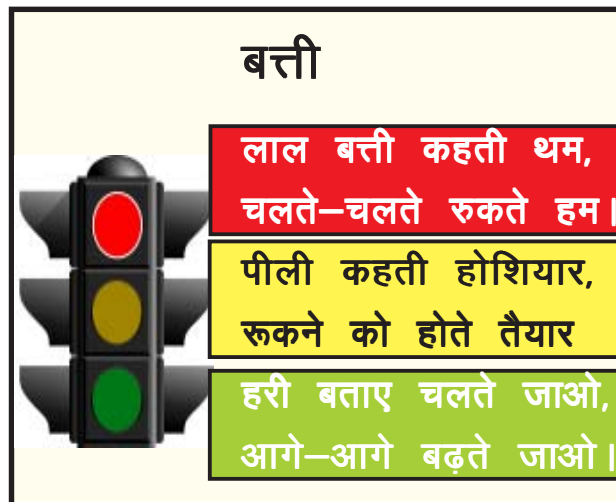 बत्ती
लाल बत्ती कहती थम,
चलते–चलते रुकते हम।
पीली कहती होशियार,
रूकने को होते तैयार
हरी बताए चलते जाओ,
आगे–आगे बढ़ते जाओ।